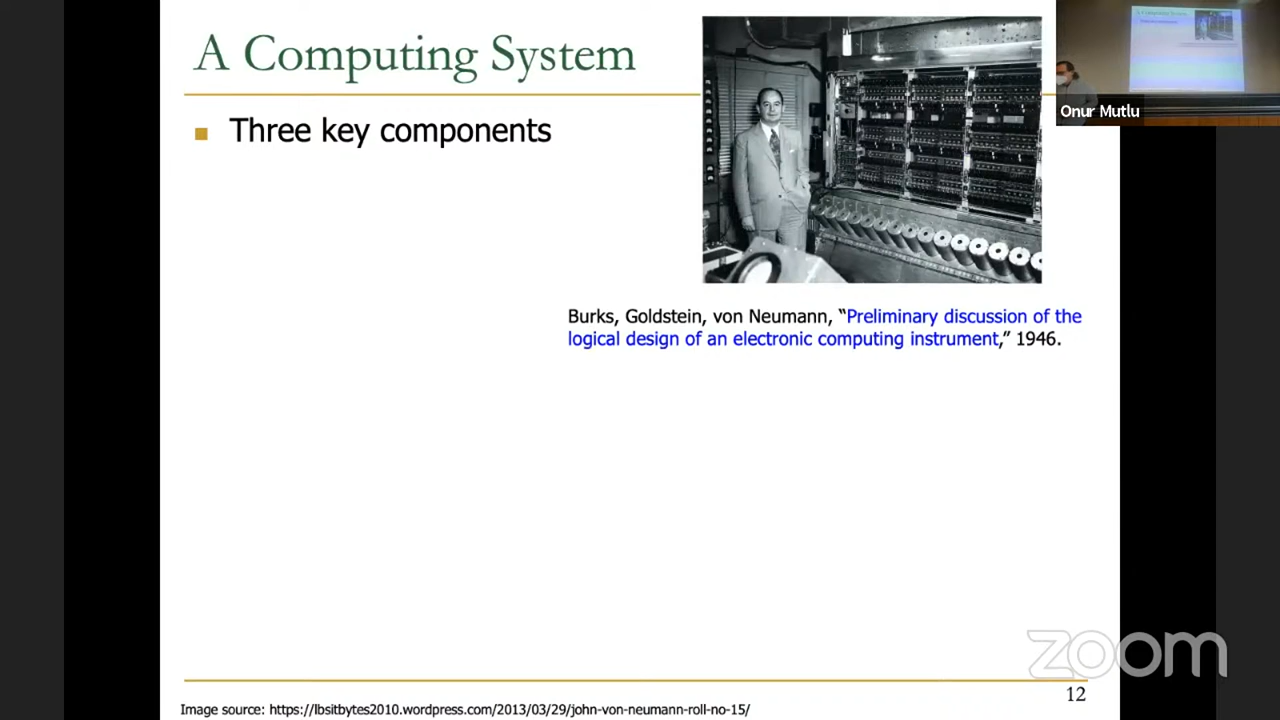 A Computing System
Three key components
Onur Mutlu
Burks, Goldstein, von Neumann, “Preliminary discussion of the
logical design of an electronic computing instrument,” 1946.
zoom
12
Image source: https://lbsitbytes2010.wordpress.com/2013/03/29/john-von-neumann-roll-no-15/